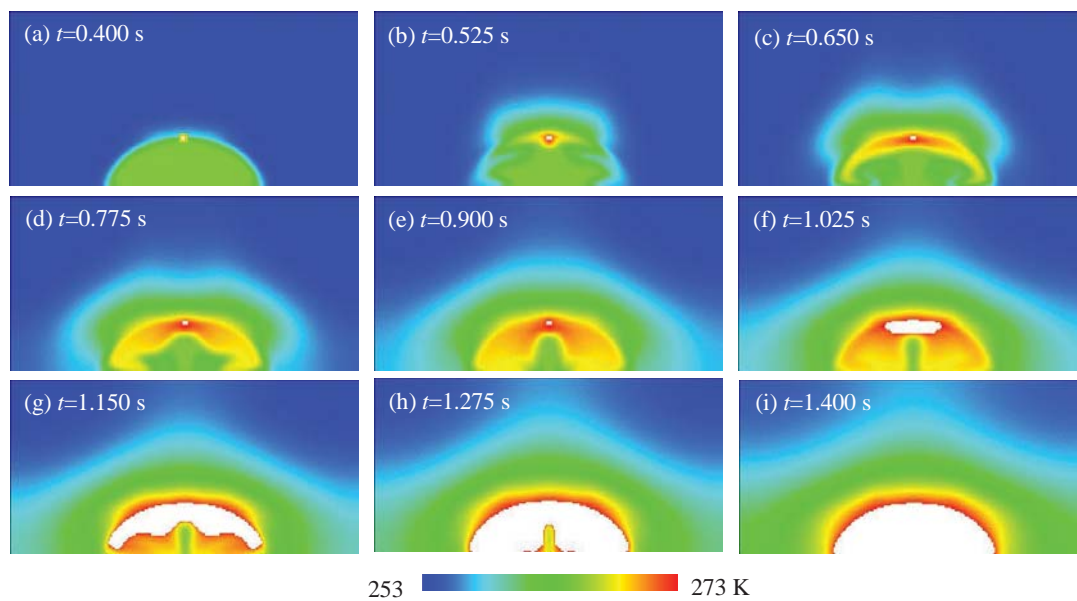 (a) t=0.400 s
(b) t=0.525 s
(c) t=0.650 s
(d) t=0.775 s
(e) t=0.900 s
(f) t=1.025 s
(g) t=1.150 s
(h) t=1.275 s
(i) t=1.400 s
253 273 K